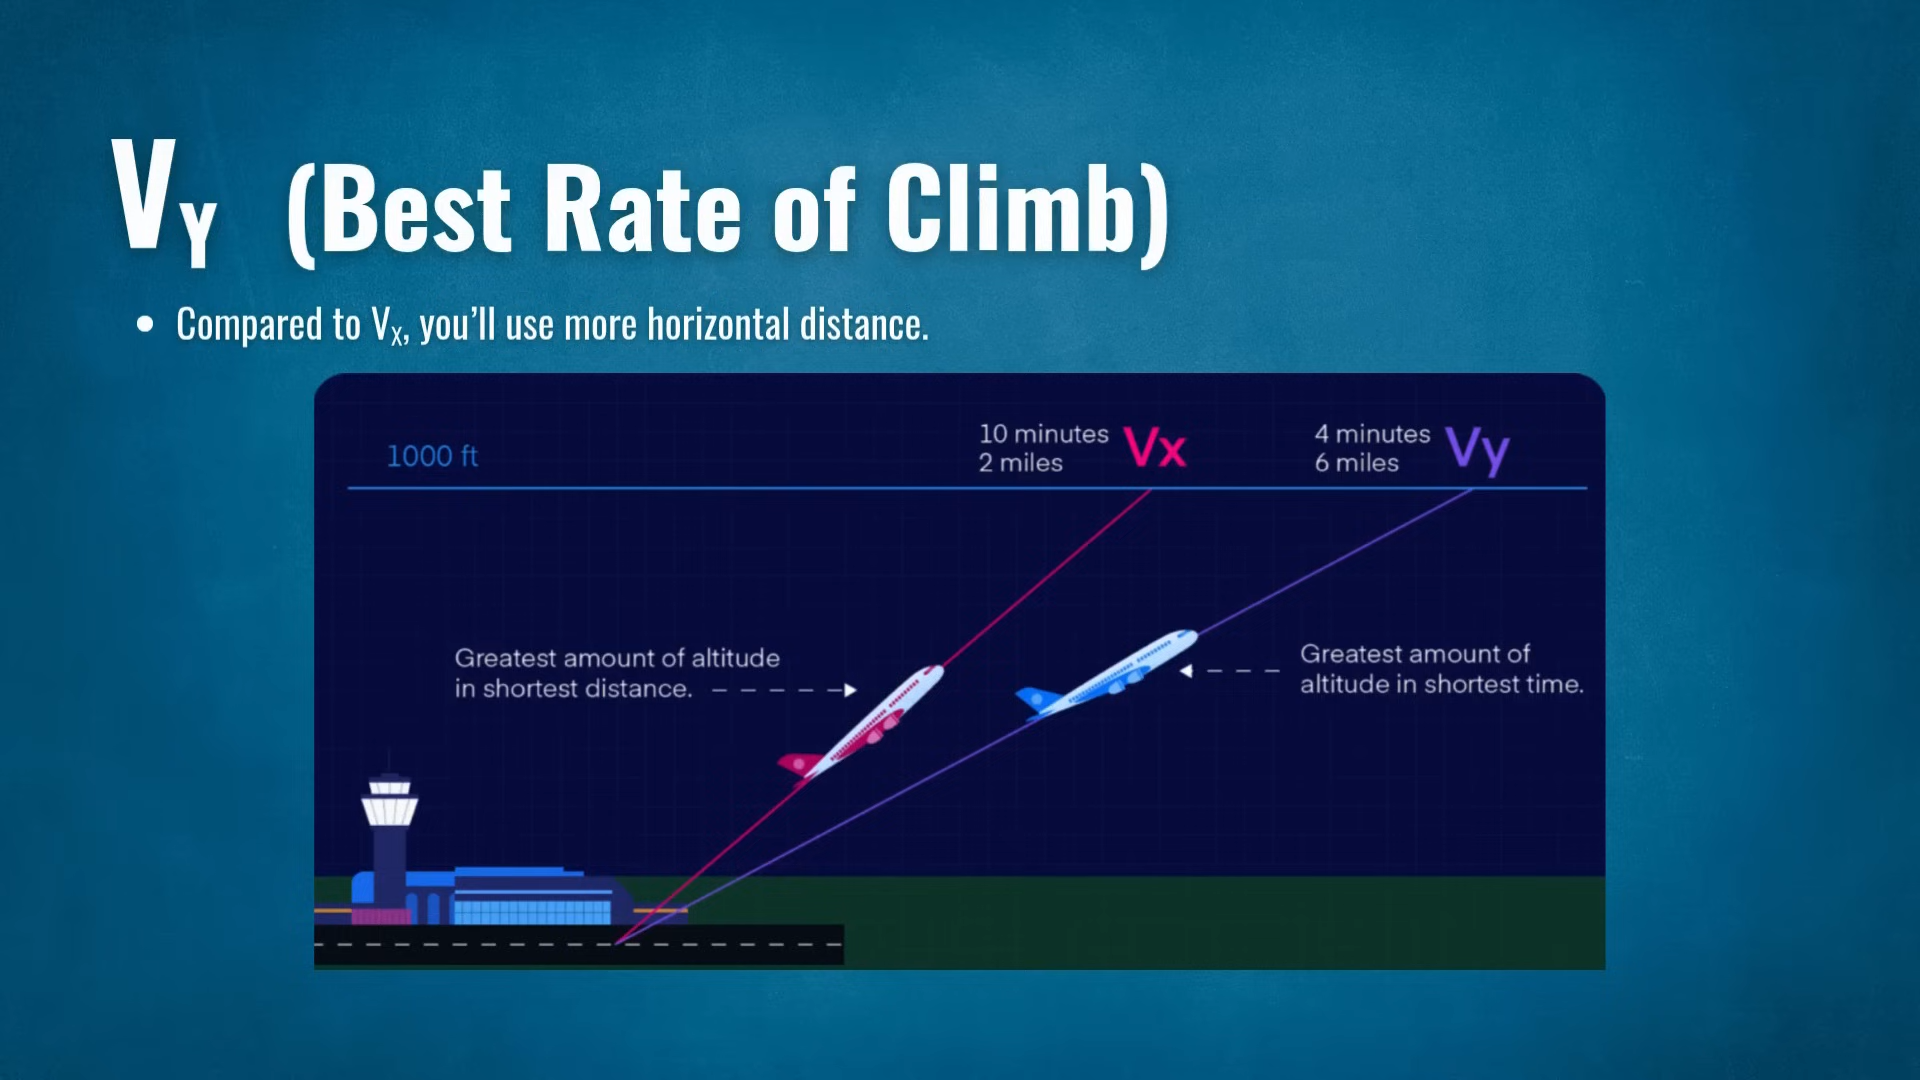 VY (Best Rate of Climb)
• Compared to VX, you’ll use more horizontal distance.
1000 ft
10 minutes
2 miles
Vx
4 minutes
6 miles
Vy
Greatest amount of altitude
in shortest distance.
Greatest amount of
altitude in shortest time.